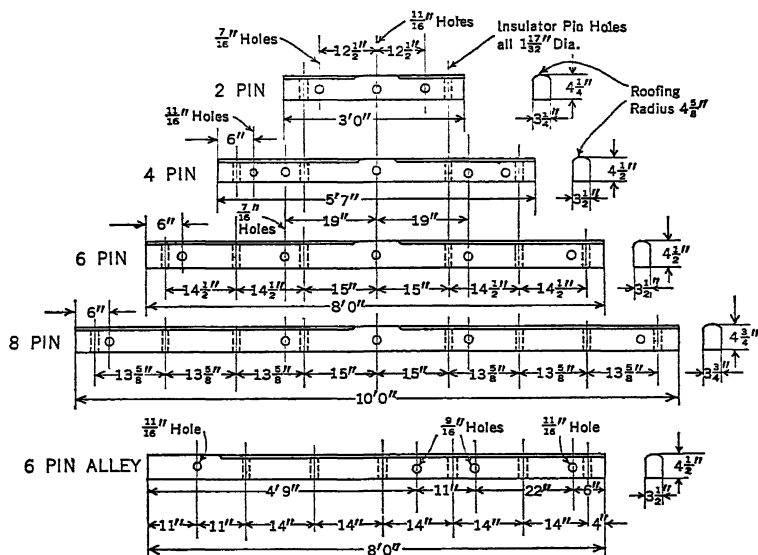 11/16" Holes
7/16" Holes
Insulator Pin Holes
all 1 17/32" Dia.
12 1/2" 12 1/2"
2 PIN
3'0"
4 1/4"
3 1/4"
Roofing
Radius 4 5/8"
11/16" Holes
6"
4 PIN
5'7"
4 1/2"
3 1/2"
7/16" Holes
19" 19"
6"
6 PIN
14 1/2" 14 1/2" 15" 15" 14 1/2" 14 1/2"
8'0"
4 1/2"
3 1/2"
6"
8 PIN
13 5/8" 13 5/8" 13 5/8" 15" 15" 13 5/8" 13 5/8" 13 5/8"
10'0"
4 3/4"
3 3/4"
11/16" Hole
9/16" Holes
11/16" Hole
6 PIN ALLEY
4'9" 11" 22" 6"
11" 11" 14" 14" 14" 14" 14" 4"
8'0"
4 1/2"
3 1/2"